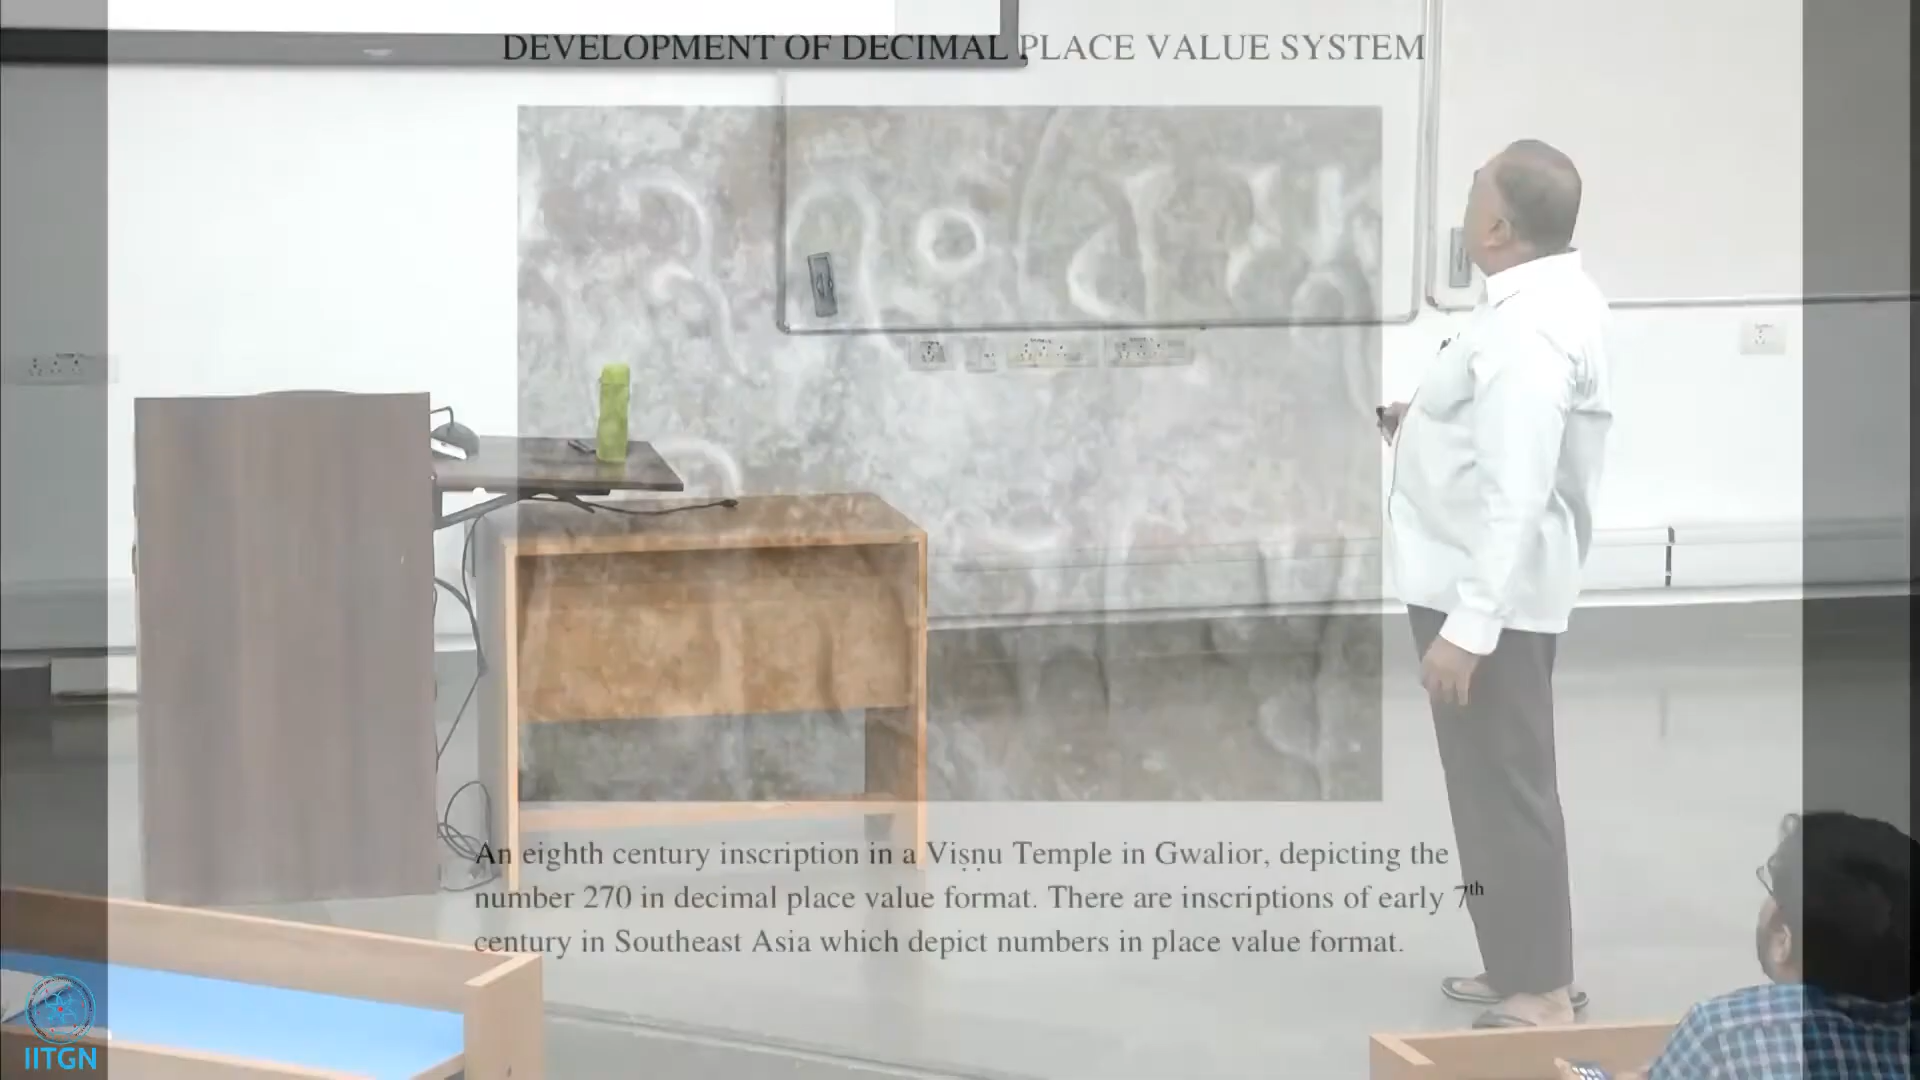 DEVELOPMENT OF DECIMAL PLACE VALUE SYSTEM
An eighth century inscription in a Viṣṇu Temple in Gwalior, depicting the
number 270 in decimal place value format. There are inscriptions of early 7th
century in Southeast Asia which depict numbers in place value format.
IITGN